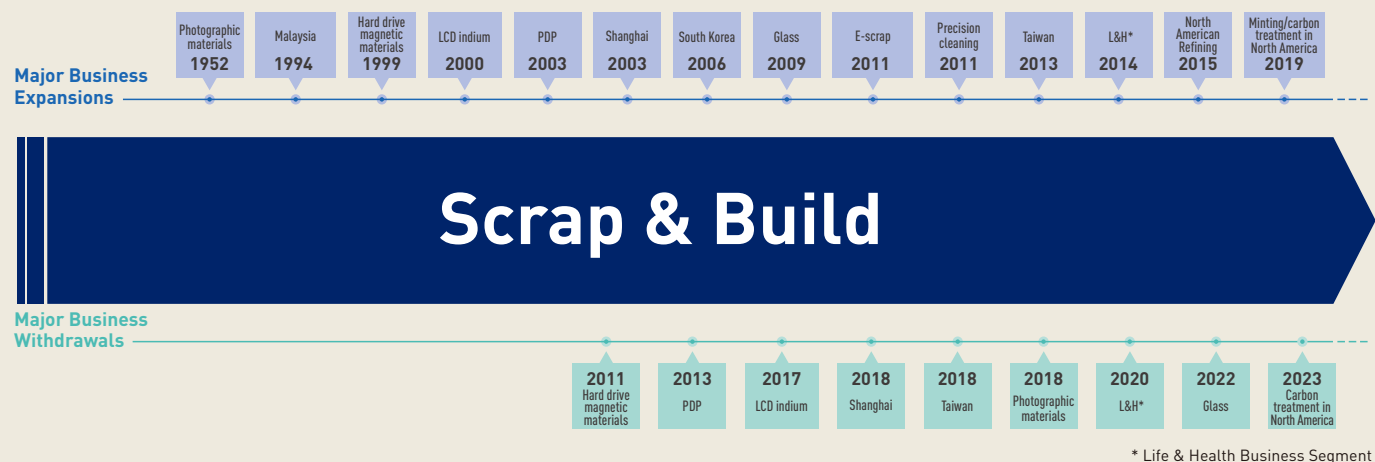 Photographic
materials
1952
Malaysia
1994
Hard drive
magnetic
materials
1999
LCD indium
2000
PDP
2003
Shanghai
2003
South Korea
2006
Glass
2009
E-scrap
2011
Precision
cleaning
2011
Taiwan
2013
L&H*
2014
North
American
Refining
2015
Minting/carbon
treatment in
North America
2019
Major Business
Expansions
Scrap & Build
Major Business
Withdrawals
2011
Hard drive
magnetic
materials
2013
PDP
2017
LCD indium
2018
Shanghai
2018
Taiwan
2018
Photographic
materials
2020
L&H*
2022
Glass
2023
Carbon
treatment in
North America
* Life & Health Business Segment